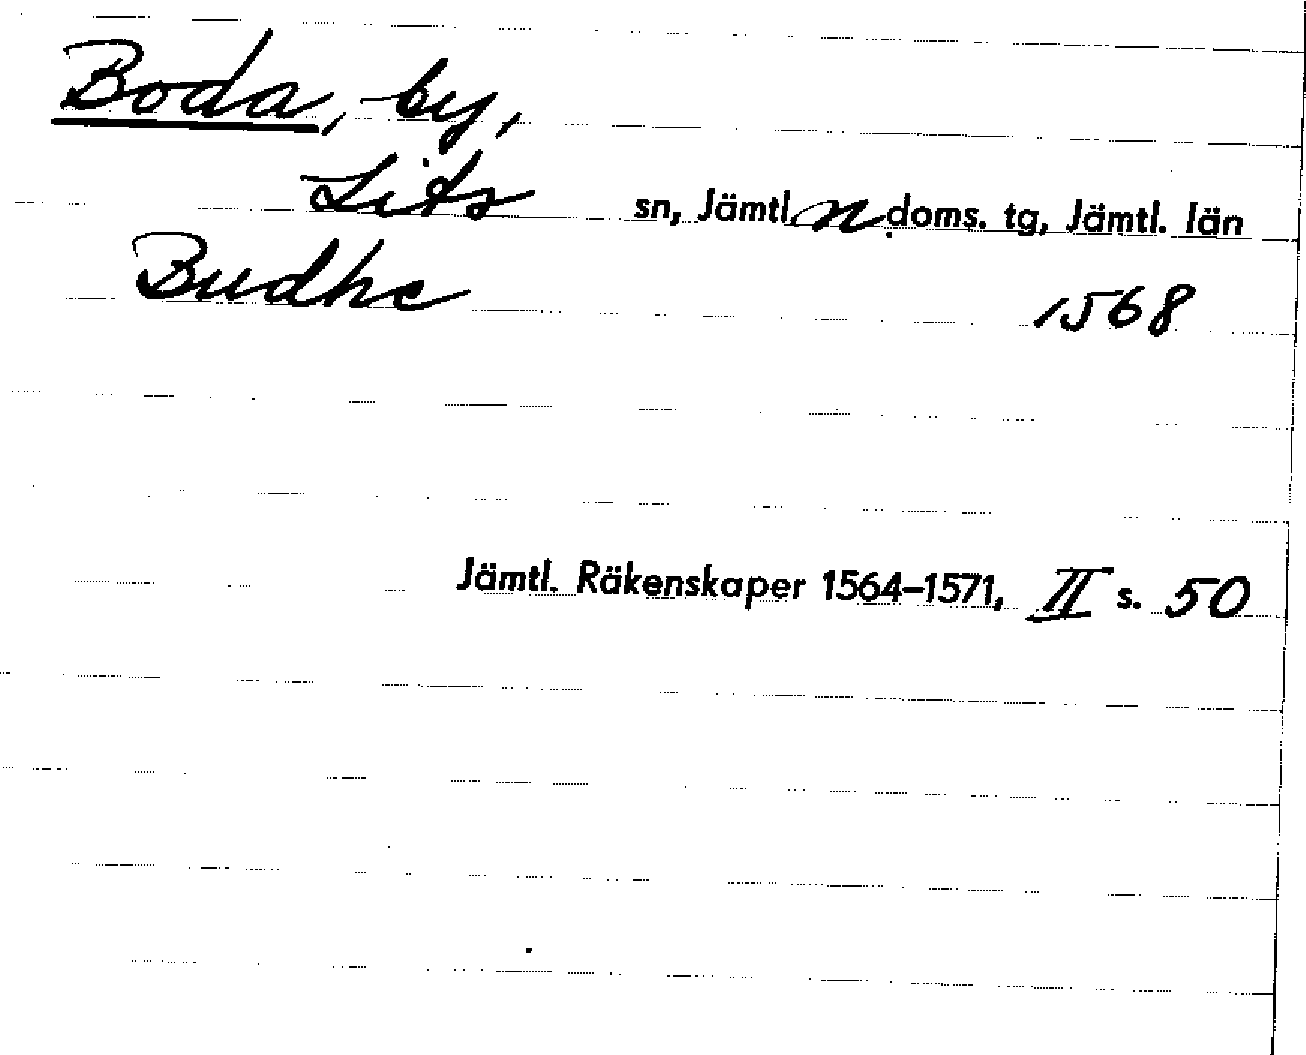 Boda, by,
Lits sn, Jämtl. n. doms. tg, Jämtl. län
Budhe 1568
Jämtl. Räkenskaper 1564–1571, II s. 50